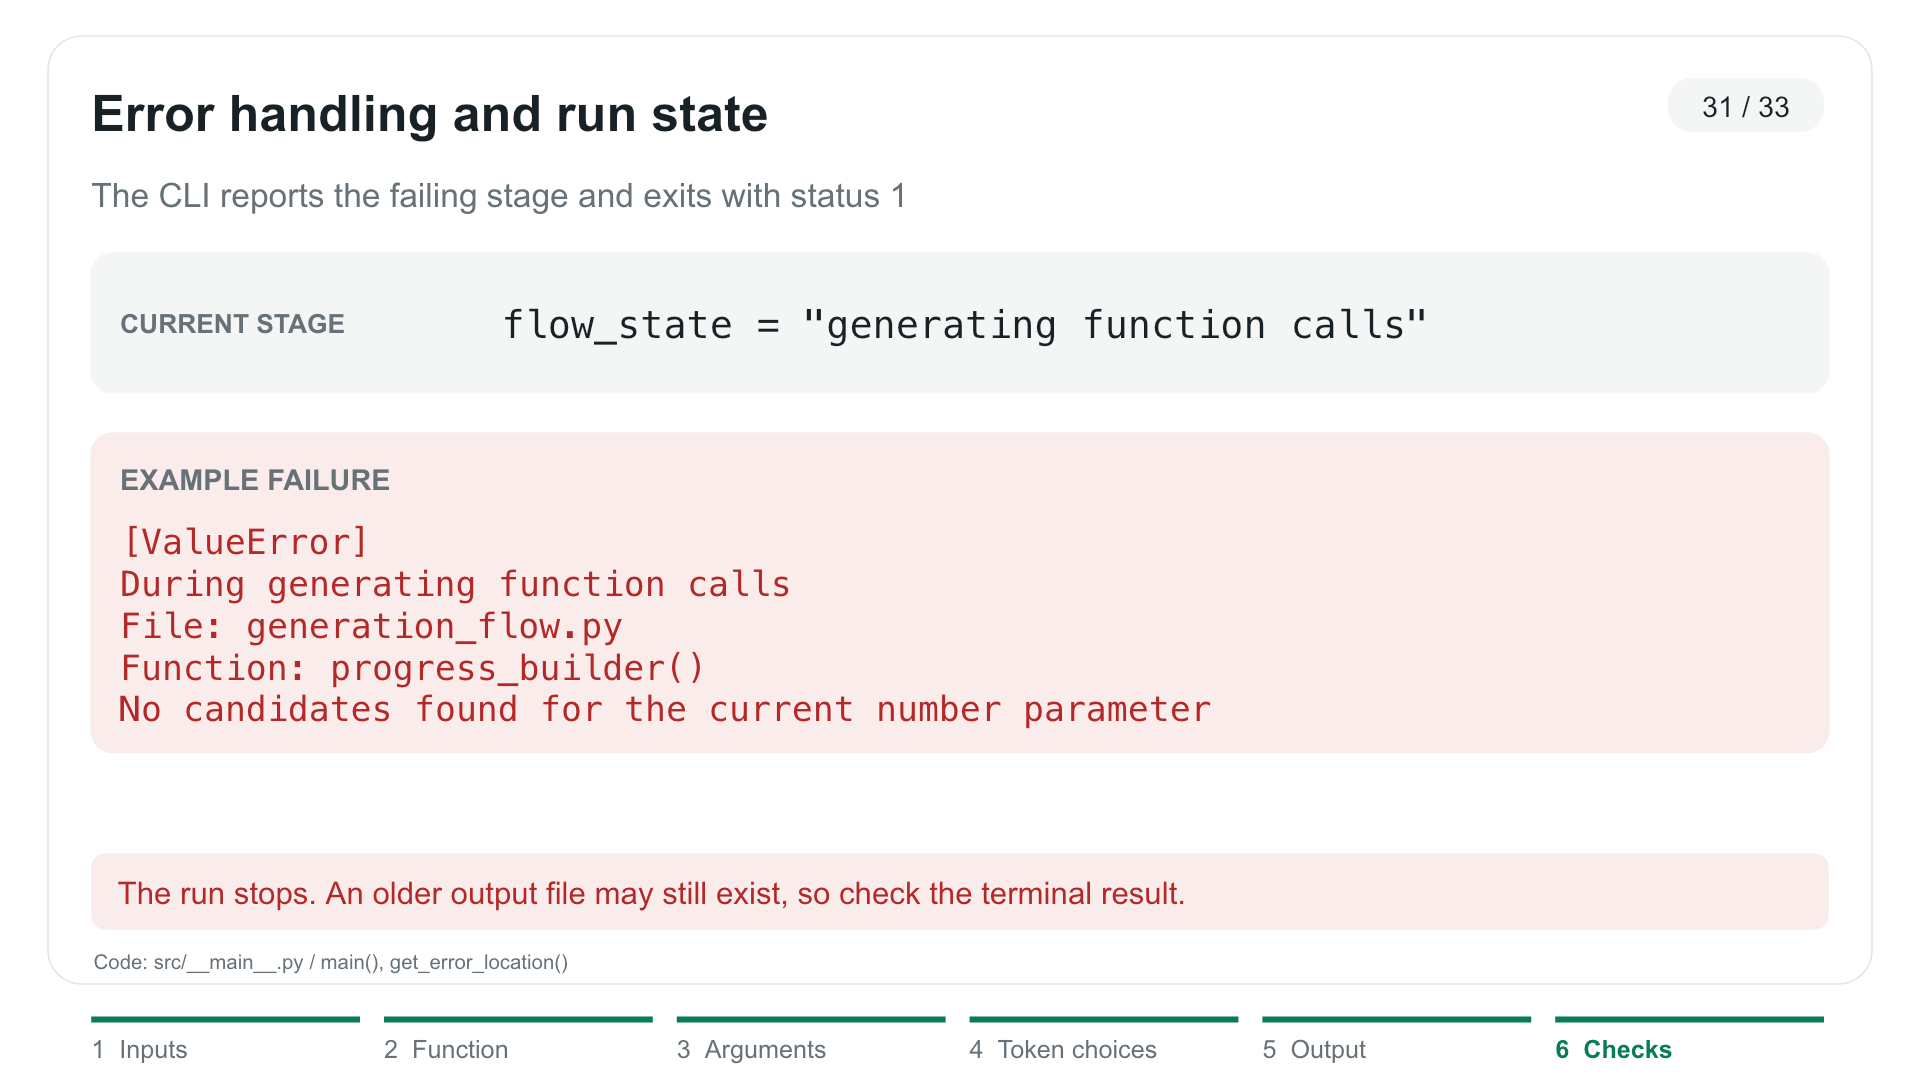 Error handling and run state
31 / 33
The CLI reports the failing stage and exits with status 1
CURRENT STAGE
flow_state = "generating function calls"
EXAMPLE FAILURE
[ValueError]
During generating function calls
File: generation_flow.py
Function: progress_builder()
No candidates found for the current number parameter
The run stops. An older output file may still exist, so check the terminal result.
Code: src/__main__.py / main(), get_error_location()
1 Inputs
2 Function
3 Arguments
4 Token choices
5 Output
6 Checks